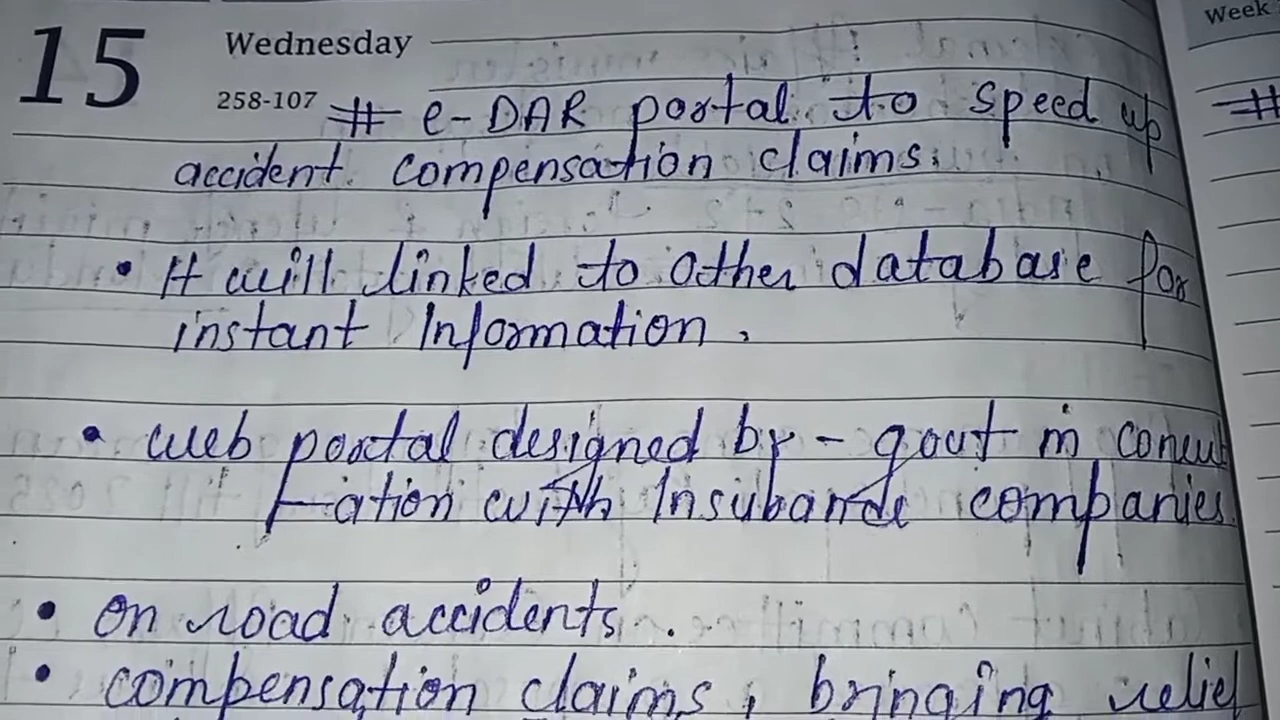 15 Wednesday Week
258-107 # e-DAR portal to speed up #
accident compensation claims.
• It will linked to other database for
instant Information.
• web portal designed by - govt in consul
tation with Insurance companies.
• on road accidents.
• compensation claims, bringing relief